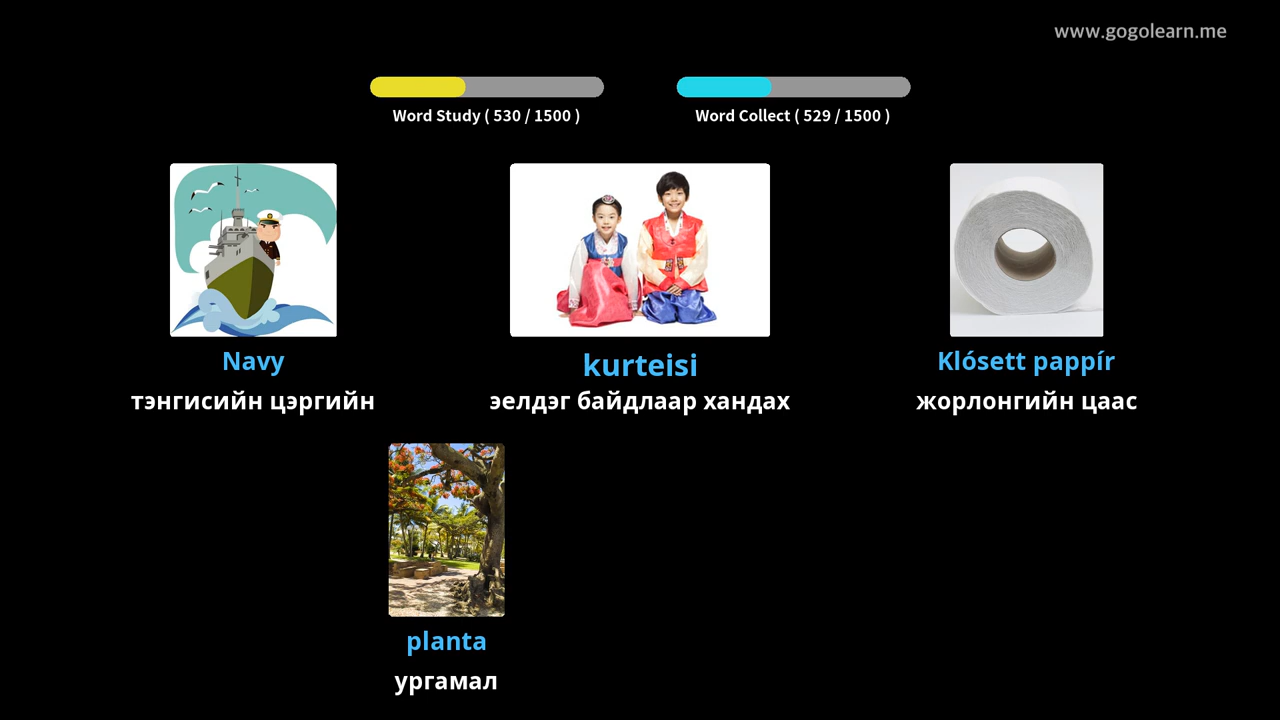 www.gogolearn.me
Word Study ( 530 / 1500 )
Word Collect ( 529 / 1500 )
Navy
тэнгисийн цэргийн
kurteisi
эелдэг байдлаар хандах
Klósett pappír
жорлонгийн цаас
planta
ургамал